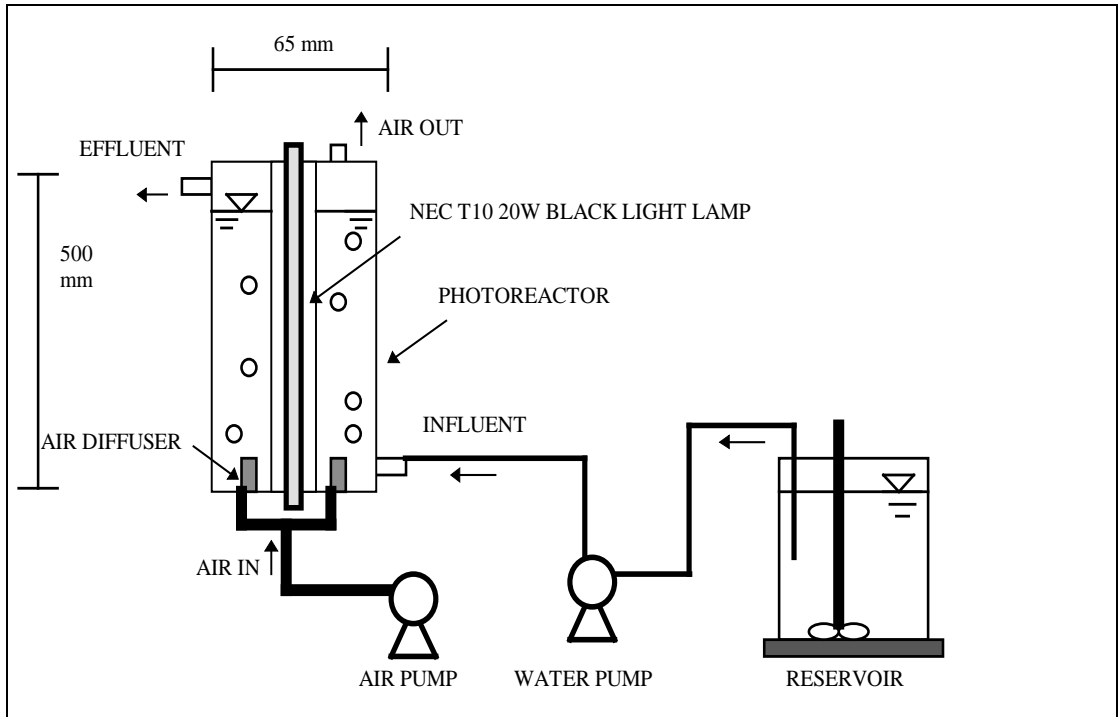 65 mm
AIR OUT
EFFLUENT
NEC T10 20W BLACK LIGHT LAMP
500
mm
PHOTOREACTOR
INFLUENT
AIR DIFFUSER
AIR IN
AIR PUMP
WATER PUMP
RESERVOIR